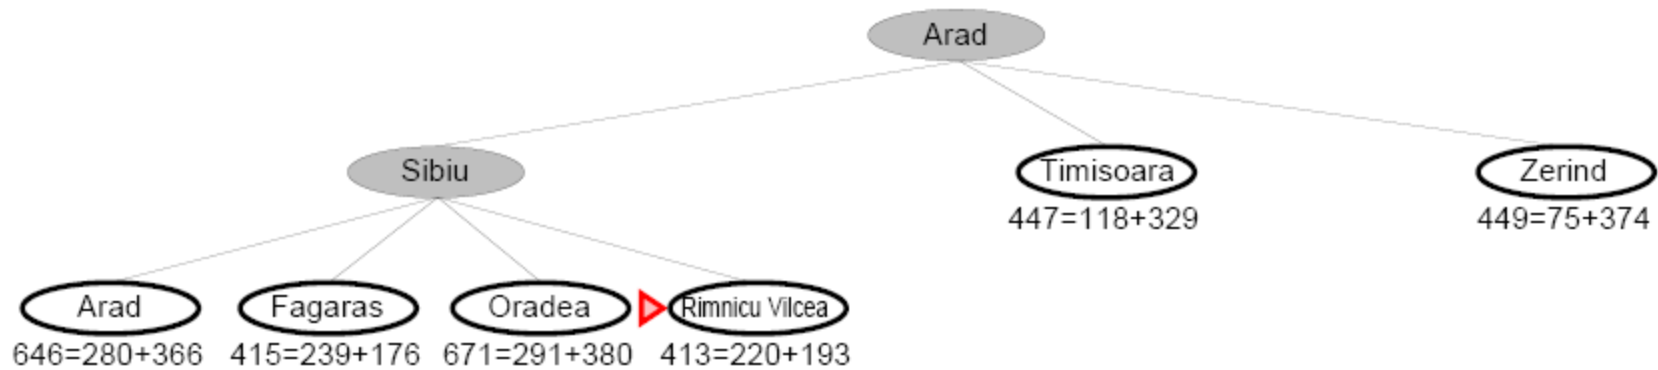 Arad
Sibiu
Timisoara
Zerind
447=118+329
449=75+374
Arad
Fagaras
Oradea
Rimnicu Vilcea
646=280+366
415=239+176
671=291+380
413=220+193